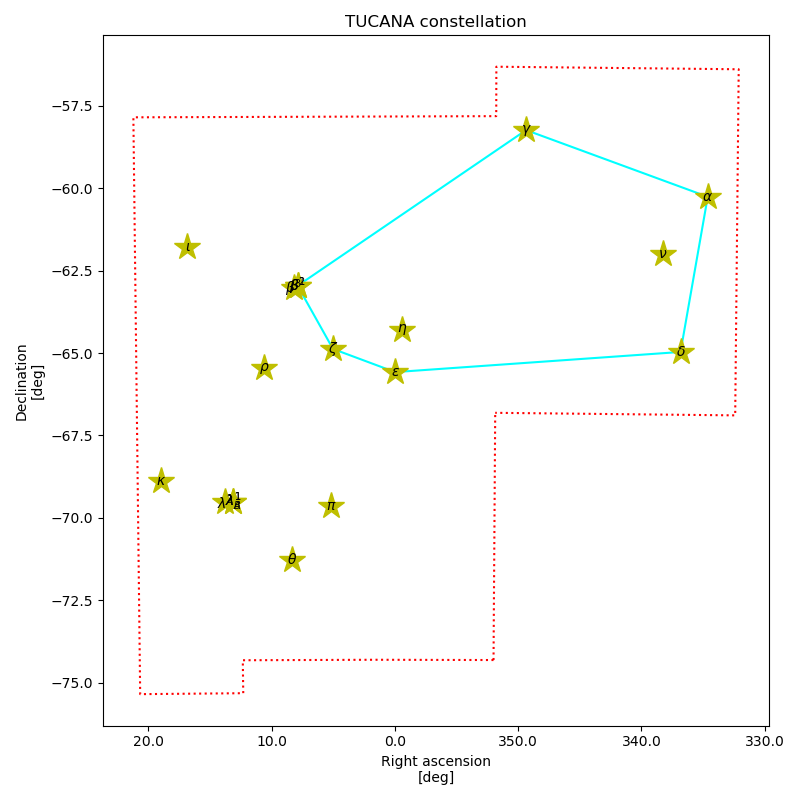 TUCANA constellation
−57.5
−60.0
−62.5
−65.0
−67.5
−70.0
−72.5
−75.0
Declination
[deg]
γ
α
ι
ν
η
ζ
δ
ρ
ε
κ
π
θ
20.0 10.0 0.0 350.0 340.0 330.0
Right ascension
[deg]